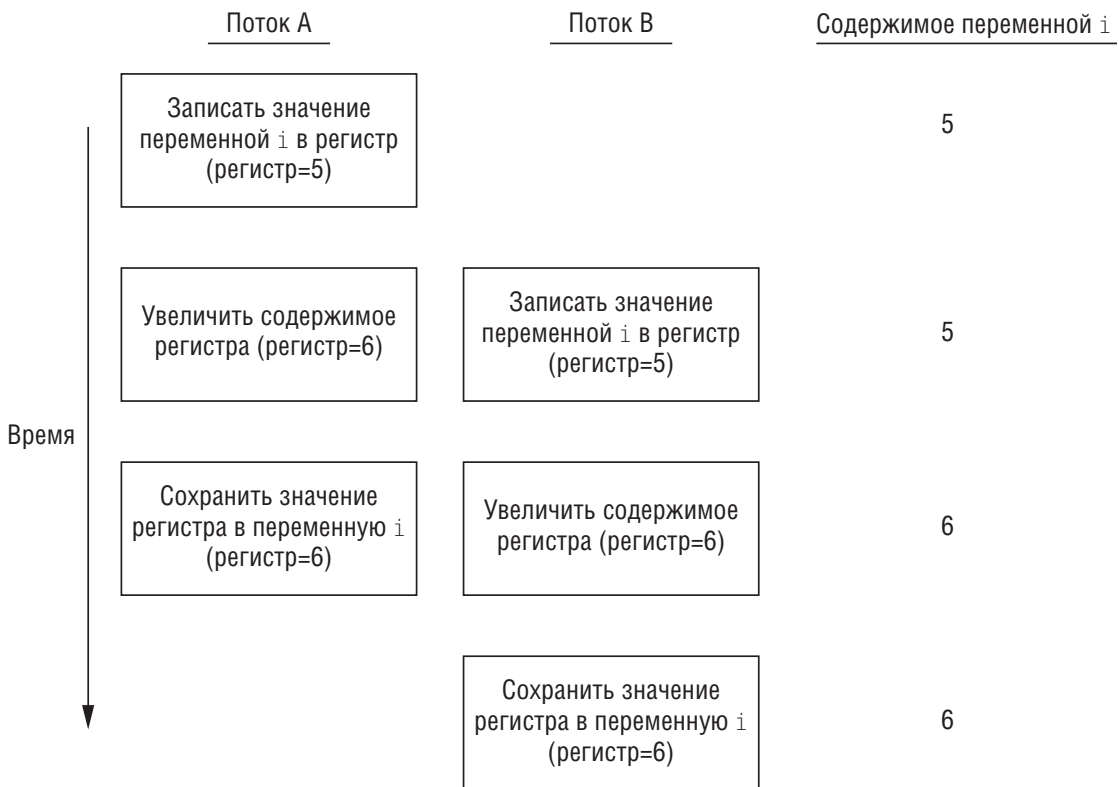 Поток А
Поток В
Содержимое переменной i
Записать значение
переменной i в регистр
(регистр=5)
5
Увеличить содержимое
регистра (регистр=6)
Записать значение
переменной i в регистр
(регистр=5)
5
Время
Сохранить значение
регистра в переменную i
(регистр=6)
Увеличить содержимое
регистра (регистр=6)
6
Сохранить значение
регистра в переменную i
(регистр=6)
6